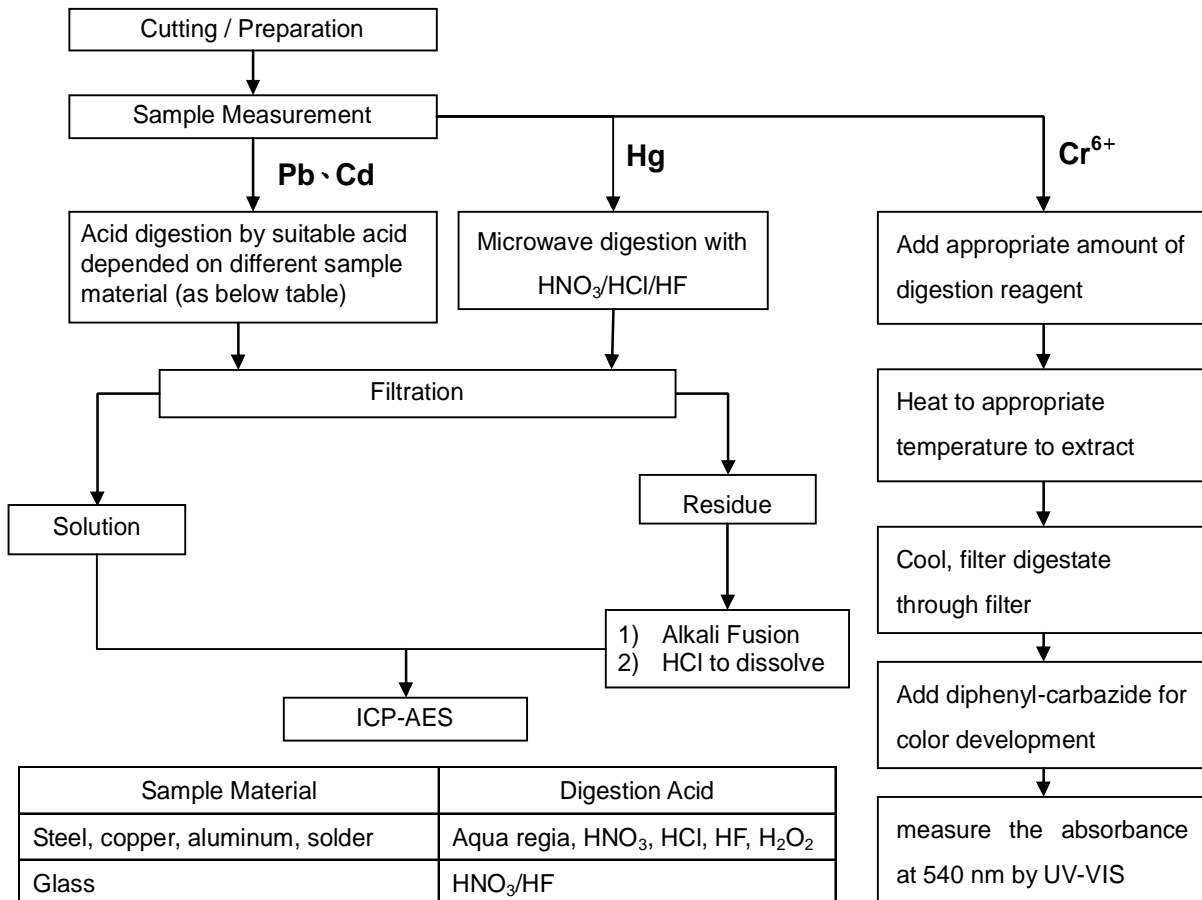 Cutting / Preparation
Sample Measurement
Pb、Cd
Hg
Cr⁶⁺
Acid digestion by suitable acid
depended on different sample
material (as below table)
Microwave digestion with
HNO₃/HCl/HF
Add appropriate amount of
digestion reagent
Filtration
Heat to appropriate
temperature to extract
Solution
Residue
Cool, filter digestate
through filter
1) Alkali Fusion
2) HCl to dissolve
ICP-AES
Add diphenyl-carbazide for
color development
Sample Material Digestion Acid
Steel, copper, aluminum, solder Aqua regia, HNO₃, HCl, HF, H₂O₂
Glass HNO₃/HF
measure the absorbance
at 540 nm by UV-VIS